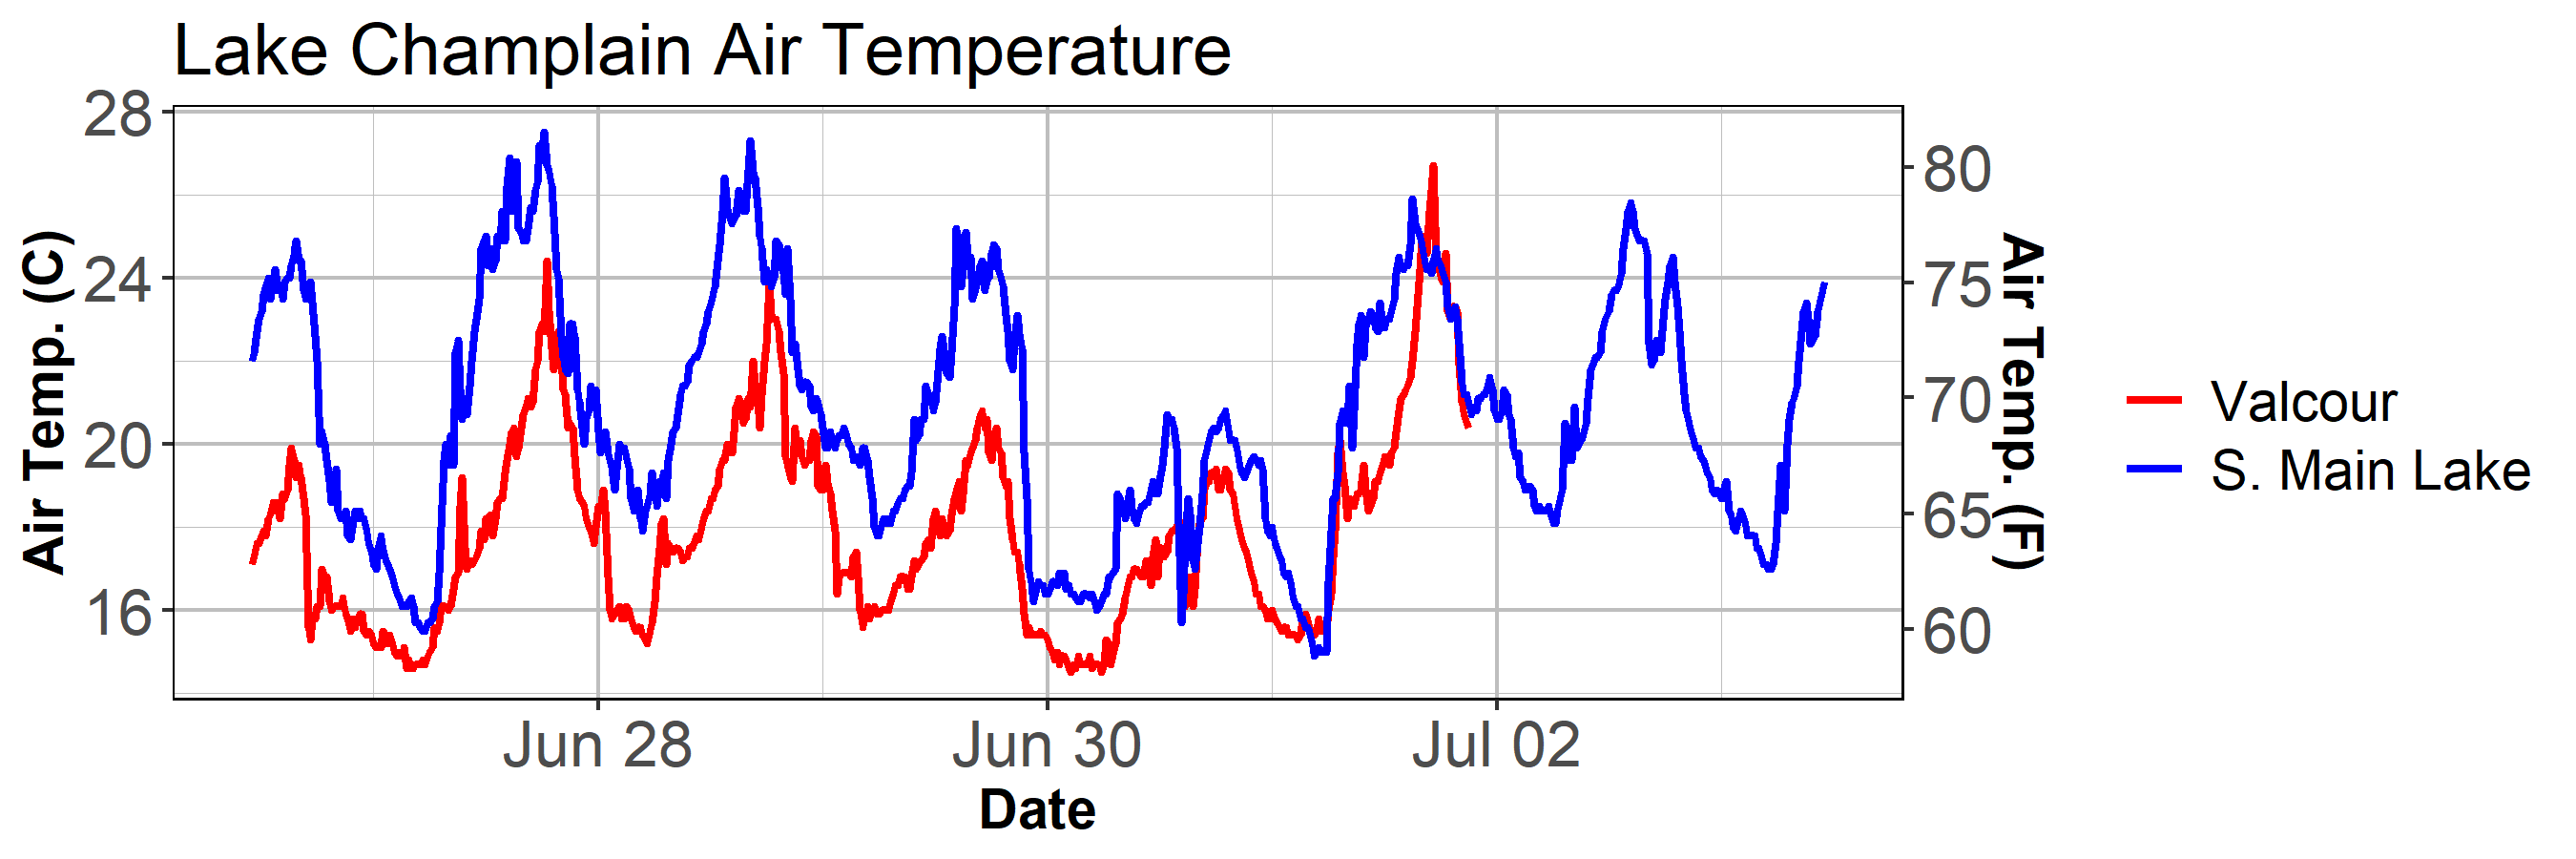 Lake Champlain Air Temperature
28
24
20
16
Air Temp. (C)
80
75
70
65
60
Air Temp. (F)
Jun 28
Jun 30
Jul 02
Date
Valcour
S. Main Lake